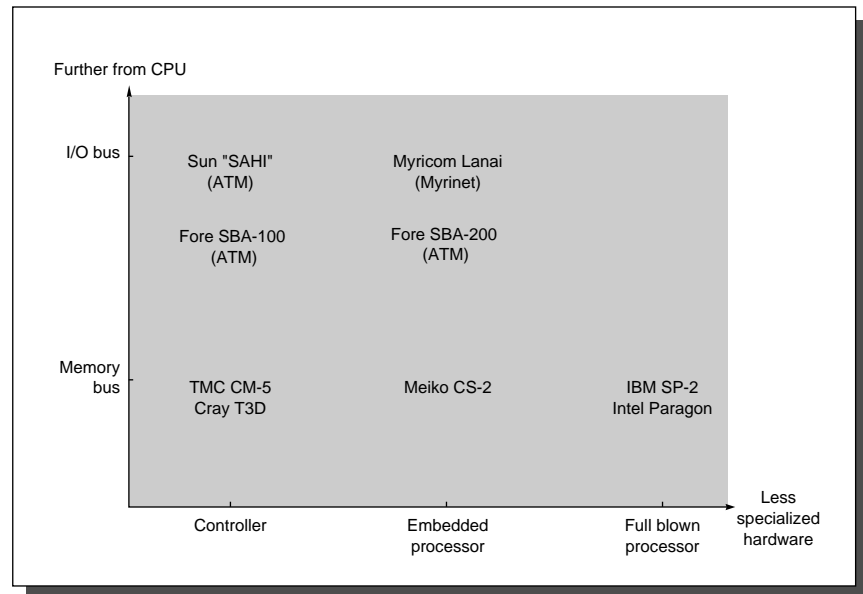 Further from CPU
I/O bus
Sun "SAHI"
(ATM)
Myricom Lanai
(Myrinet)
Fore SBA-100
(ATM)
Fore SBA-200
(ATM)
Memory
bus
TMC CM-5
Cray T3D
Meiko CS-2
IBM SP-2
Intel Paragon
Controller
Embedded
processor
Full blown
processor
Less
specialized
hardware